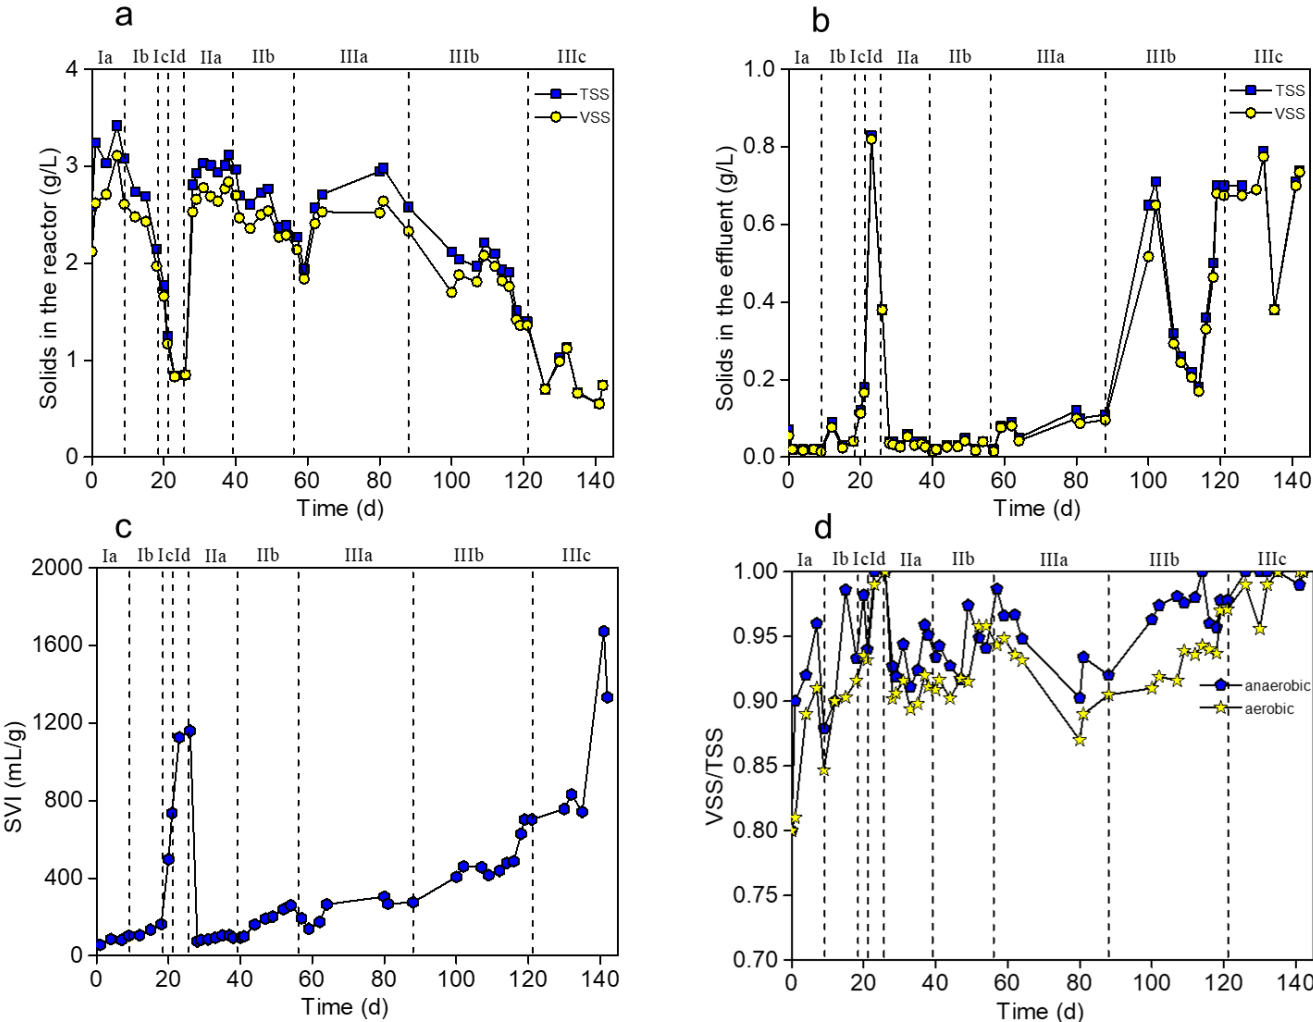 a
Ia Ib Ic Id IIa IIb IIIa IIIb IIIc
4
3
2
1
0
TSS
VSS
Solids in the reactor (g/L)
0 20 40 60 80 100 120 140
Time (d)
b
Ia Ib Ic Id IIa IIb IIIa IIIb IIIc
1.0
0.8
0.6
0.4
0.2
0.0
TSS
VSS
Solids in the effluent (g/L)
0 20 40 60 80 100 120 140
Time (d)
c
Ia Ib Ic Id IIa IIb IIIa IIIb IIIc
2000
1600
1200
800
400
0
SVI (mL/g)
0 20 40 60 80 100 120 140
Time (d)
d
Ia Ib Ic Id IIa IIb IIIa IIIb IIIc
1.00
0.95
0.90
0.85
0.80
0.75
0.70
anaerobic
aerobic
VSS/TSS
0 20 40 60 80 100 120 140
Time (d)